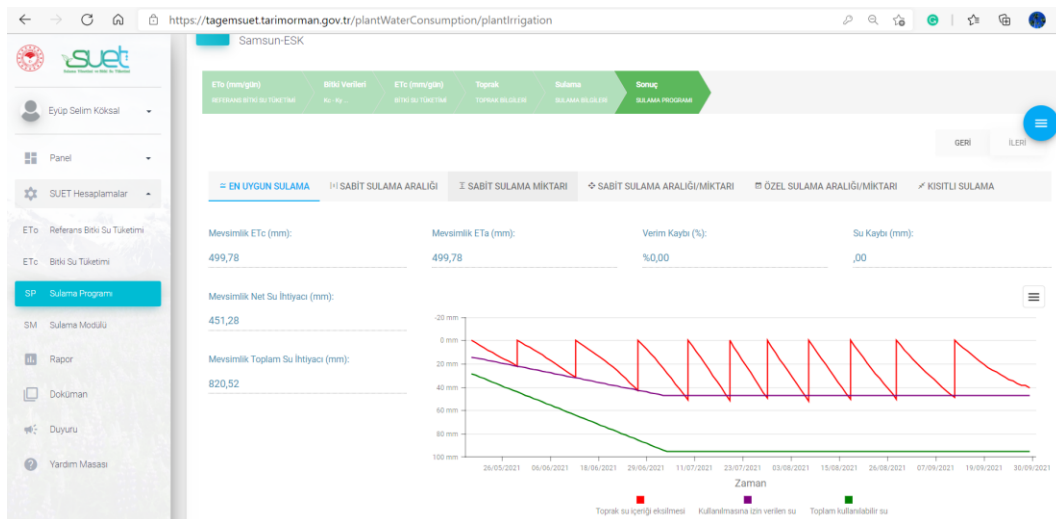 https://tagemsuet.tarimorman.gov.tr/plantWaterConsumption/plantIrrigation
suet
Samsun-ESK
ETo (mm/gün)
REFERANS BİTKİ SU TÜKETİMİ
Bitki Verileri
ETc (mm/gün)
BİTKİ SU TÜKETİMİ
Toprak
TOPRAK BİLGİLERİ
Sulama
SULAMA BİLGİLERİ
Sonuç
SULAMA PROGRAMI
GERİ
İLERİ
Eyüp Selim Köksal
Panel
SUET Hesaplamalar
ETo Referans Bitki Su Tüketimi
ETc Bitki Su Tüketimi
SP Sulama Programı
SM Sulama Modülü
Rapor
Doküman
Duyuru
Yardım Masası
EN UYGUN SULAMA
SABİT SULAMA ARALIĞI
SABİT SULAMA MİKTARI
SABİT SULAMA ARALIĞI/MİKTARI
ÖZEL SULAMA ARALIĞI/MİKTARI
KISITLI SULAMA
Mevsimlik ETc (mm):
499,78
Mevsimlik ETa (mm):
499,78
Verim Kaybı (%):
%0,00
Su Kaybı (mm):
,00
Mevsimlik Net Su İhtiyacı (mm):
451,28
Mevsimlik Toplam Su İhtiyacı (mm):
820,52
-20 mm
0 mm
20 mm
40 mm
60 mm
80 mm
100 mm
26/05/2021 06/06/2021 18/06/2021 29/06/2021 11/07/2021 23/07/2021 03/08/2021 15/08/2021 26/08/2021 07/09/2021 19/09/2021 30/09/2021
Zaman
Toprak su içeriği eksilmesi
Kullanılmasına izin verilen su
Toplam kullanılabilir su